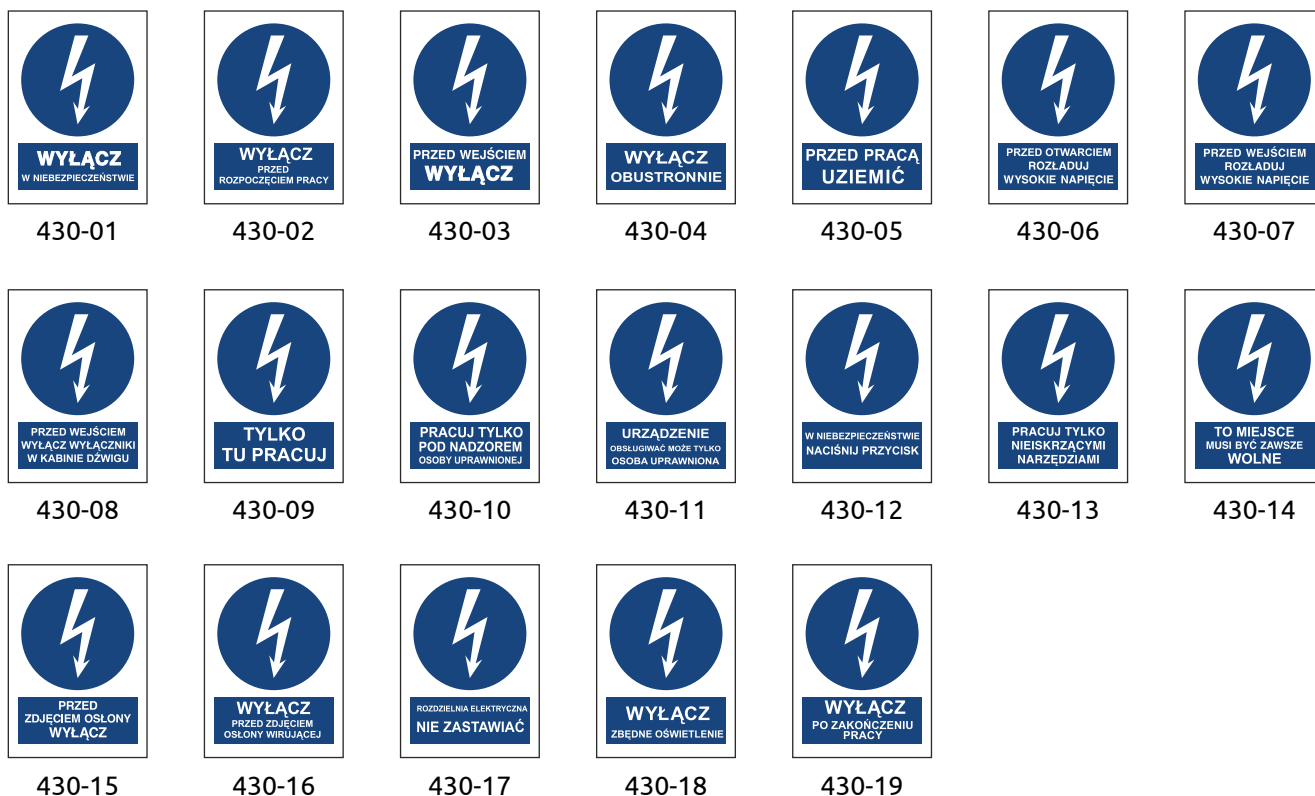 WYŁĄCZ
W NIEBEZPIECZEŃSTWIE
430-01
WYŁĄCZ
PRZED
ROZPOCZĘCIEM PRACY
430-02
PRZED WEJŚCIEM
WYŁĄCZ
430-03
WYŁĄCZ
OBUSTRONNIE
430-04
PRZED PRACĄ
UZIEMIĆ
430-05
PRZED OTWARCIEM
ROZŁADUJ
WYSOKIE NAPIĘCIE
430-06
PRZED WEJŚCIEM
ROZŁADUJ
WYSOKIE NAPIĘCIE
430-07
PRZED WEJŚCIEM
WYŁĄCZ WYŁĄCZNIKI
W KABINIE DŹWIGU
430-08
TYLKO
TU PRACUJ
430-09
PRACUJ TYLKO
POD NADZOREM
OSOBY UPRAWNIONEJ
430-10
URZĄDZENIE
OBSŁUGIWAĆ MOŻE TYLKO
OSOBA UPRAWNIONA
430-11
W NIEBEZPIECZEŃSTWIE
NACIŚNIJ PRZYCISK
430-12
PRACUJ TYLKO
NIEISKRZĄCYMI
NARZĘDZIAMI
430-13
TO MIEJSCE
MUSI BYĆ ZAWSZE
WOLNE
430-14
PRZED
ZDJĘCIEM OSŁONY
WYŁĄCZ
430-15
WYŁĄCZ
PRZED ZDJĘCIEM
OSŁONY WIRUJĄCEJ
430-16
ROZDZIELNIA ELEKTRYCZNA
NIE ZASTAWIAĆ
430-17
WYŁĄCZ
ZBĘDNE OŚWIETLENIE
430-18
WYŁĄCZ
PO ZAKOŃCZENIU
PRACY
430-19